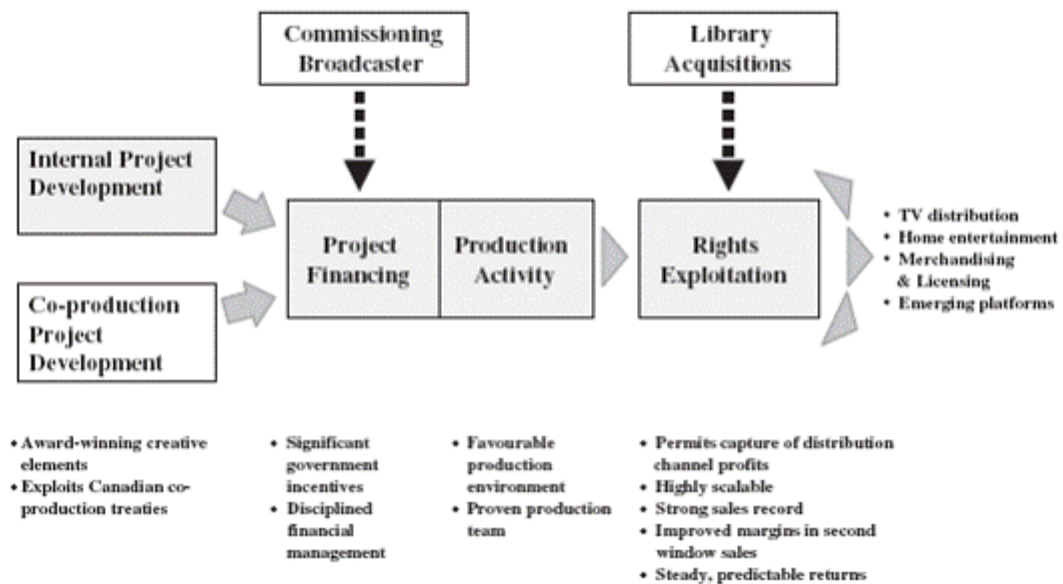 Commissioning
Broadcaster
Library
Acquisitions
Internal Project
Development
Co-production
Project
Development
Project
Financing
Production
Activity
Rights
Exploitation
• TV distribution
• Home entertainment
• Merchandising
& Licensing
• Emerging platforms
• Award-winning creative
elements
• Exploits Canadian co-
production treaties
• Significant
government
incentives
• Disciplined
financial
management
• Favourable
production
environment
• Proven production
team
• Permits capture of distribution
channel profits
• Highly scalable
• Strong sales record
• Improved margins in second
window sales
• Steady, predictable returns